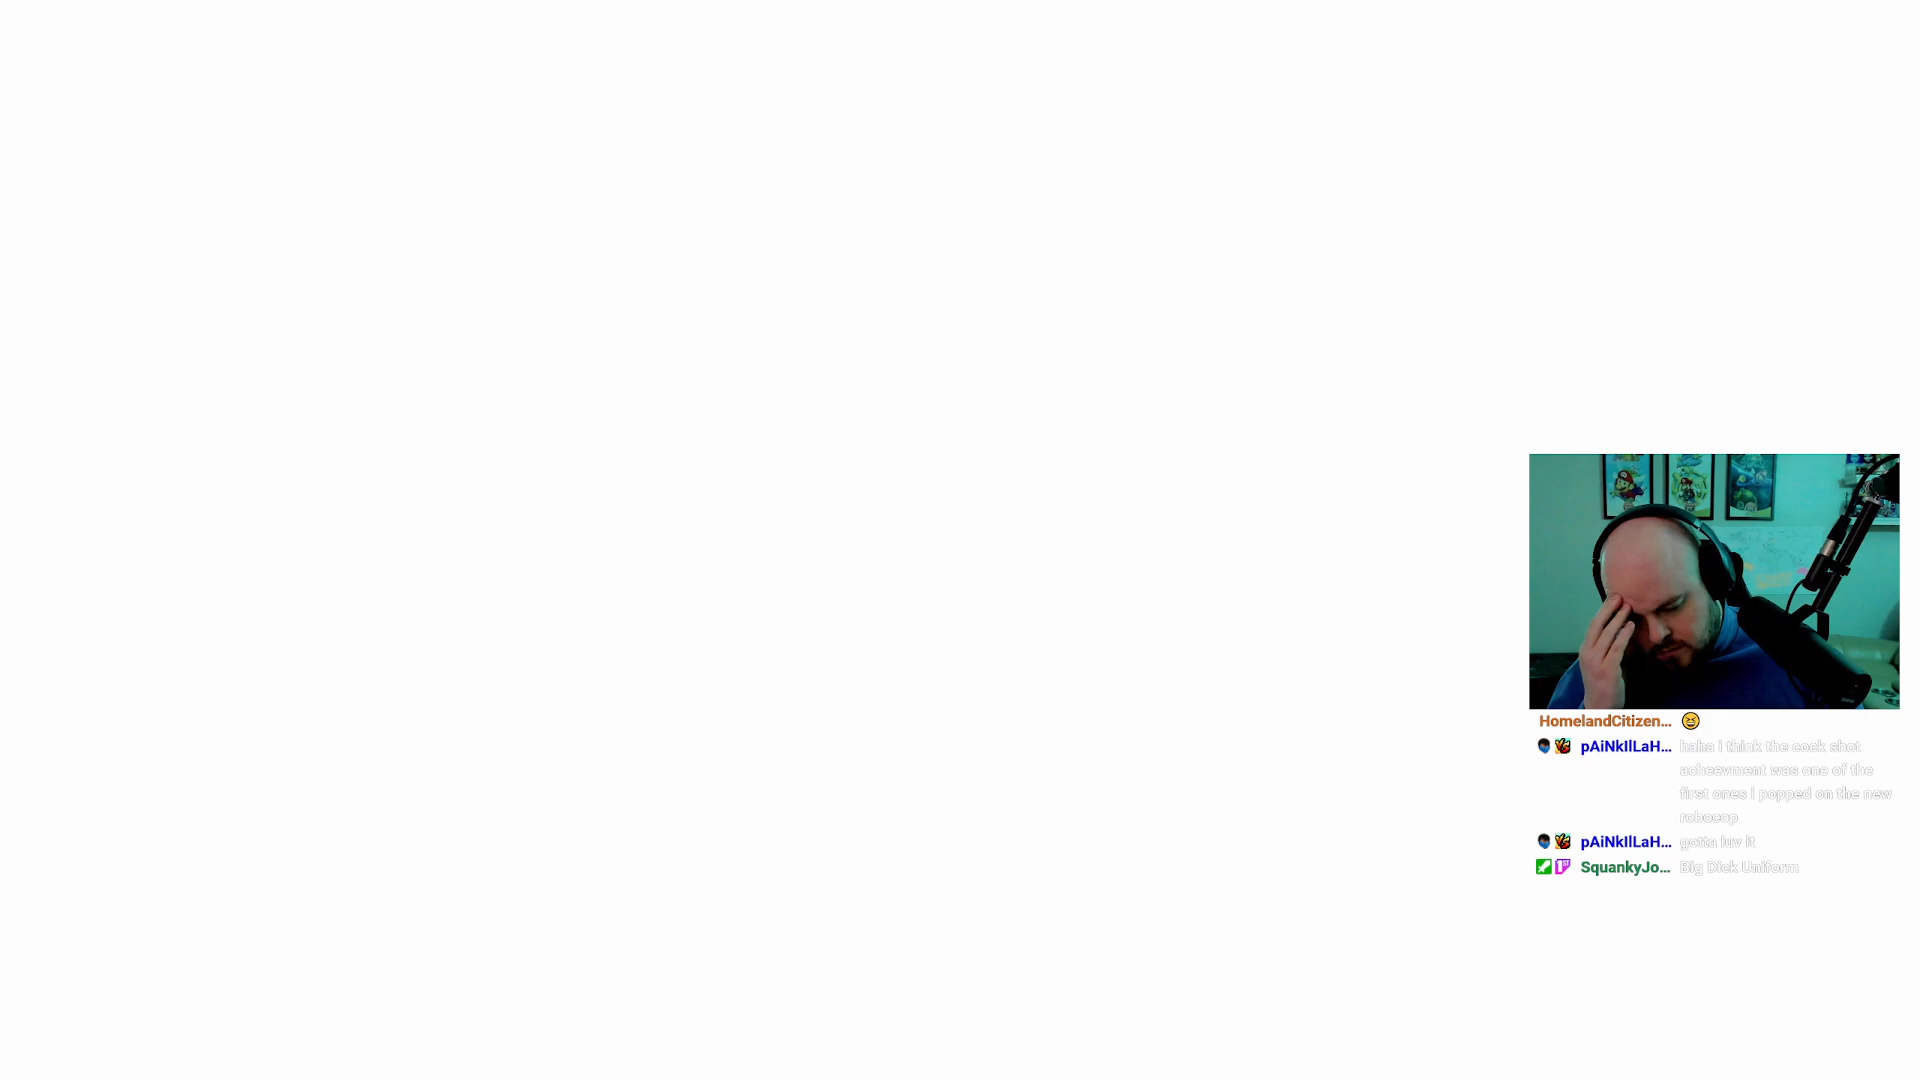 HomelandCitizen... 😆
pAiNkIlLaH... haha i think the cock shot
acheevment was one of the
first ones i popped on the new
robocop
pAiNkIlLaH... gotta luv it
SquankyJo... Big Dick Uniform